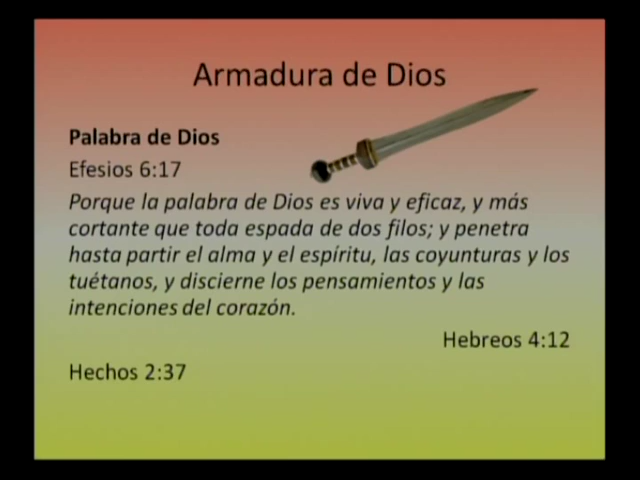 Armadura de Dios
Palabra de Dios
Efesios 6:17
Porque la palabra de Dios es viva y eficaz, y más
cortante que toda espada de dos filos; y penetra
hasta partir el alma y el espíritu, las coyunturas y los
tuétanos, y discierne los pensamientos y las
intenciones del corazón.
Hebreos 4:12
Hechos 2:37